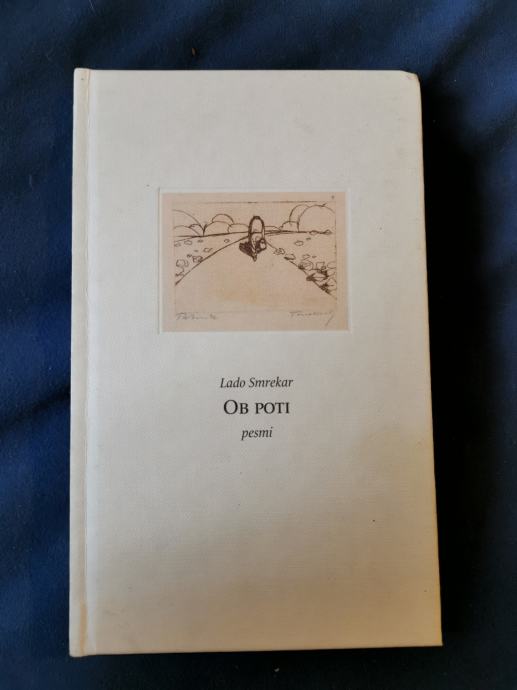 Lado Smrekar
OB POTI
pesmi